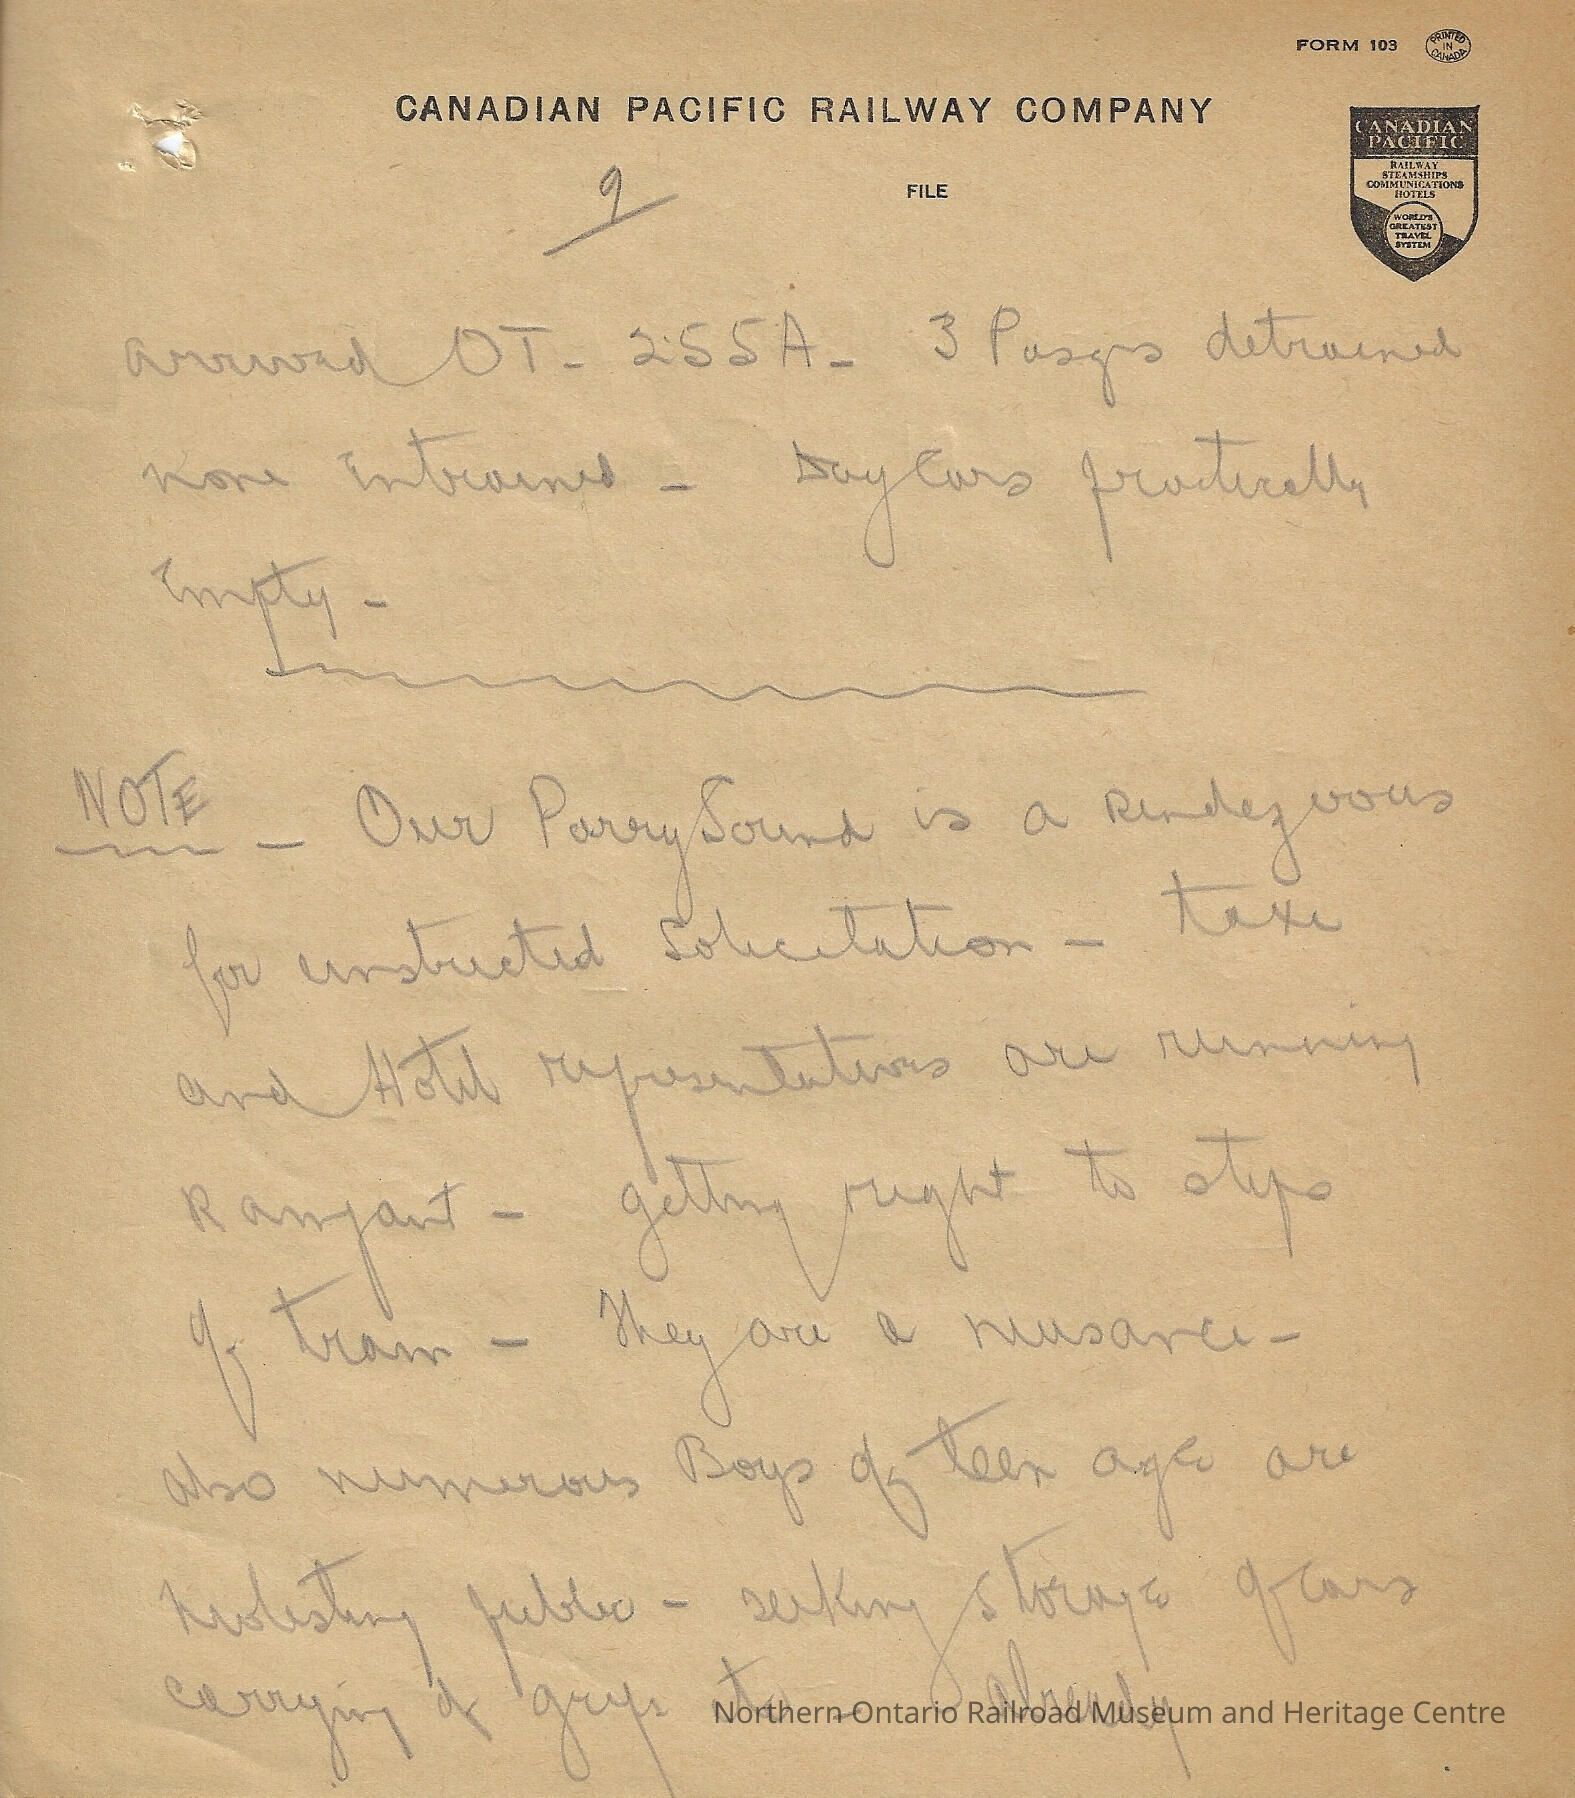 FORM 103
PRINTED IN CANADA
CANADIAN PACIFIC RAILWAY COMPANY
CANADIAN
PACIFIC
RAILWAY
STEAMSHIPS
COMMUNICATIONS
HOTELS
WORLD'S
GREATEST
TRAVEL
SYSTEM
9
FILE
arrived OT - 255A - 3 Pasgrs detrained
none Entrained - Day Cars practically
Empty -
NOTE - Our Parry Sound is a Rendezvous
for Solicitation - taxi
and Hotel representatives are running
Rampant - getting right to steps
of train - They are a nuisance -
also numerous Boys of teen age are
molesting public - seeking storage of cars
carrying of grips etc - already
Northern Ontario Railroad Museum and Heritage Centre